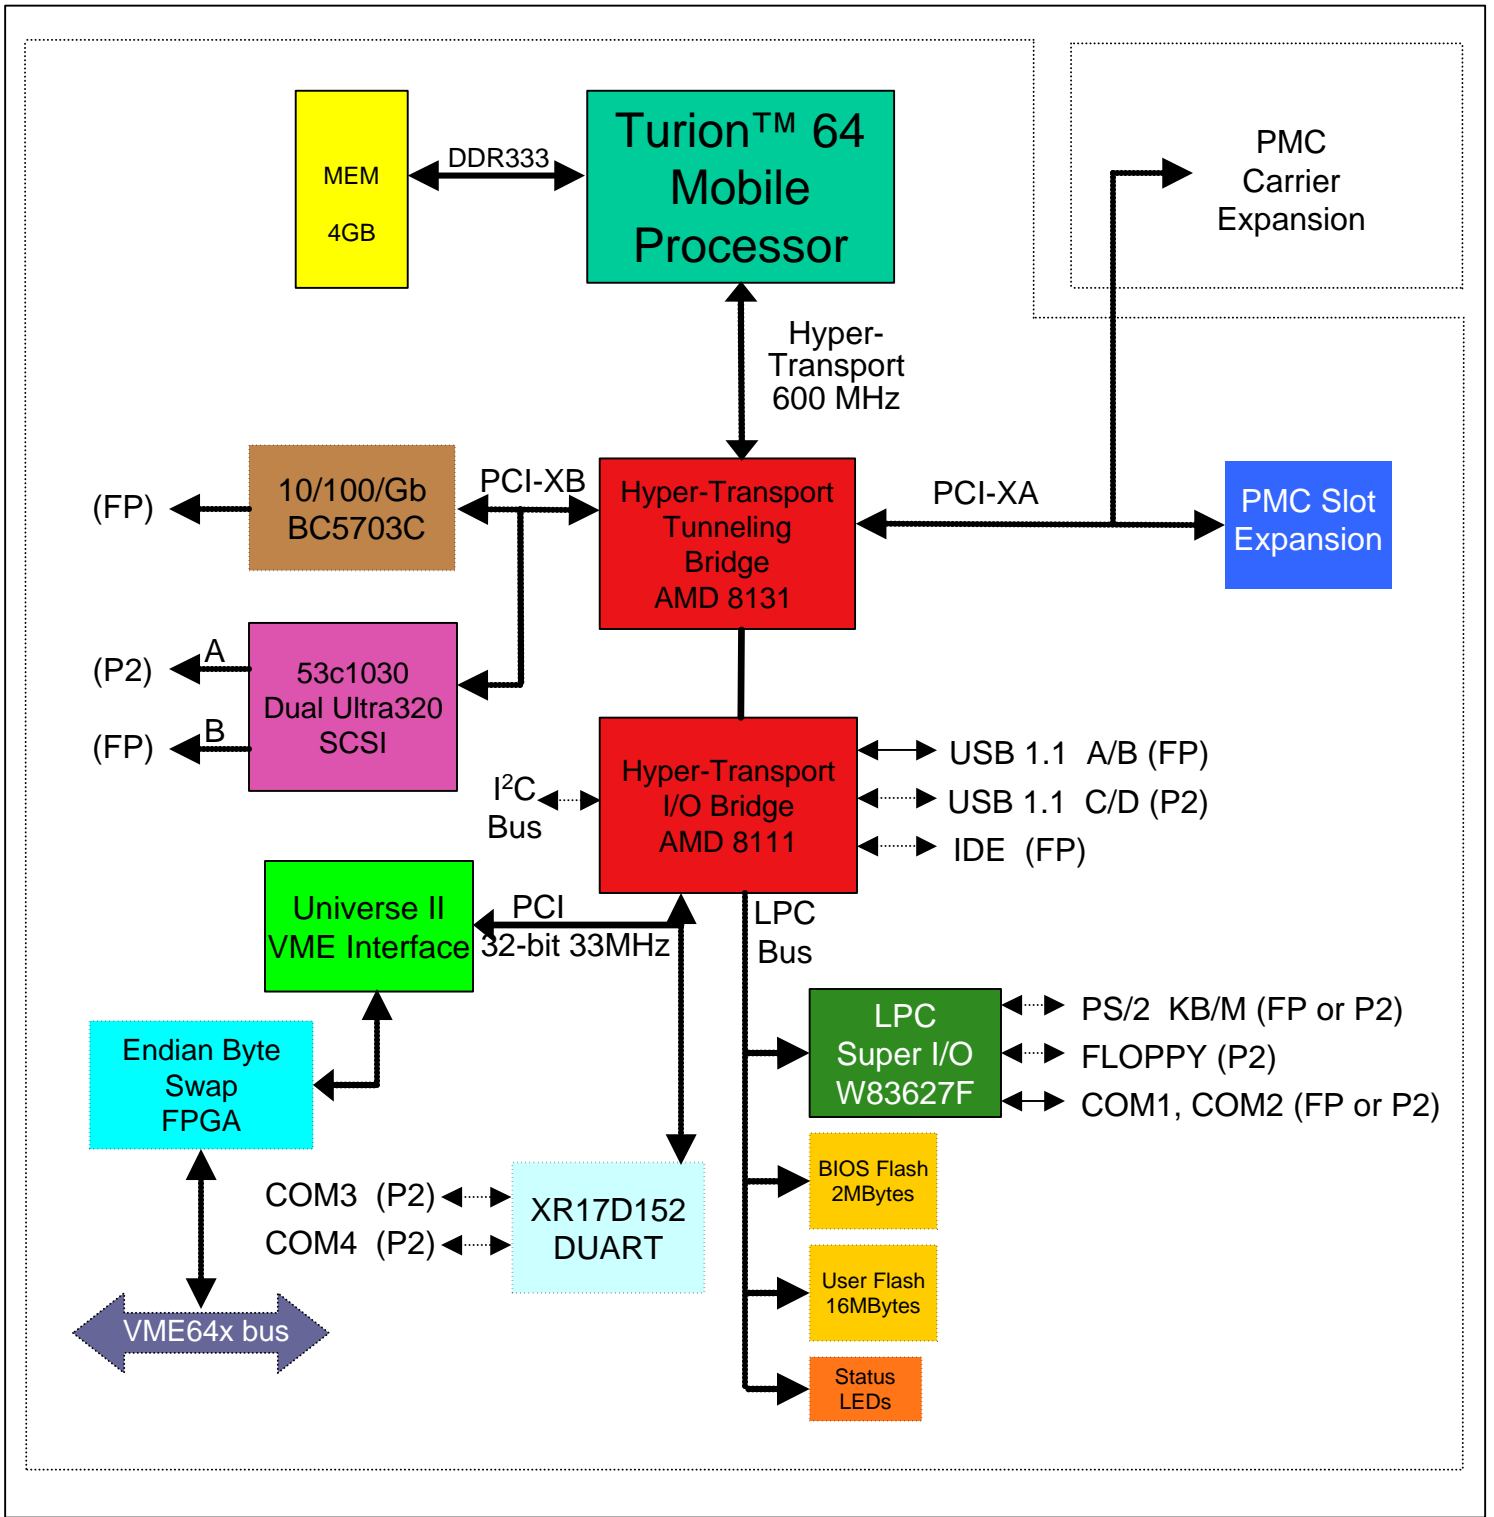 Turion™ 64
Mobile
Processor
MEM
4GB
DDR333
PMC
Carrier
Expansion
Hyper-
Transport
600 MHz
(FP)
10/100/Gb
BC5703C
PCI-XB
Hyper-Transport
Tunneling
Bridge
AMD 8131
PCI-XA
PMC Slot
Expansion
(P2)
A
(FP)
B
53c1030
Dual Ultra320
SCSI
I²C
Bus
Hyper-Transport
I/O Bridge
AMD 8111
USB 1.1 A/B (FP)
USB 1.1 C/D (P2)
IDE (FP)
Universe II
VME Interface
PCI
32-bit 33MHz
LPC
Bus
LPC
Super I/O
W83627F
PS/2 KB/M (FP or P2)
FLOPPY (P2)
COM1, COM2 (FP or P2)
Endian Byte
Swap
FPGA
BIOS Flash
2MBytes
COM3 (P2)
COM4 (P2)
XR17D152
DUART
User Flash
16MBytes
VME64x bus
Status
LEDs